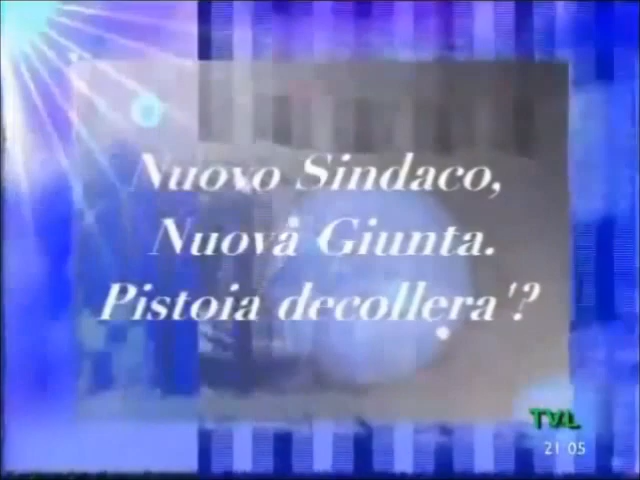 Nuovo Sindaco,
Nuova Giunta.
Pistoia decollera'?
TVL
21 05